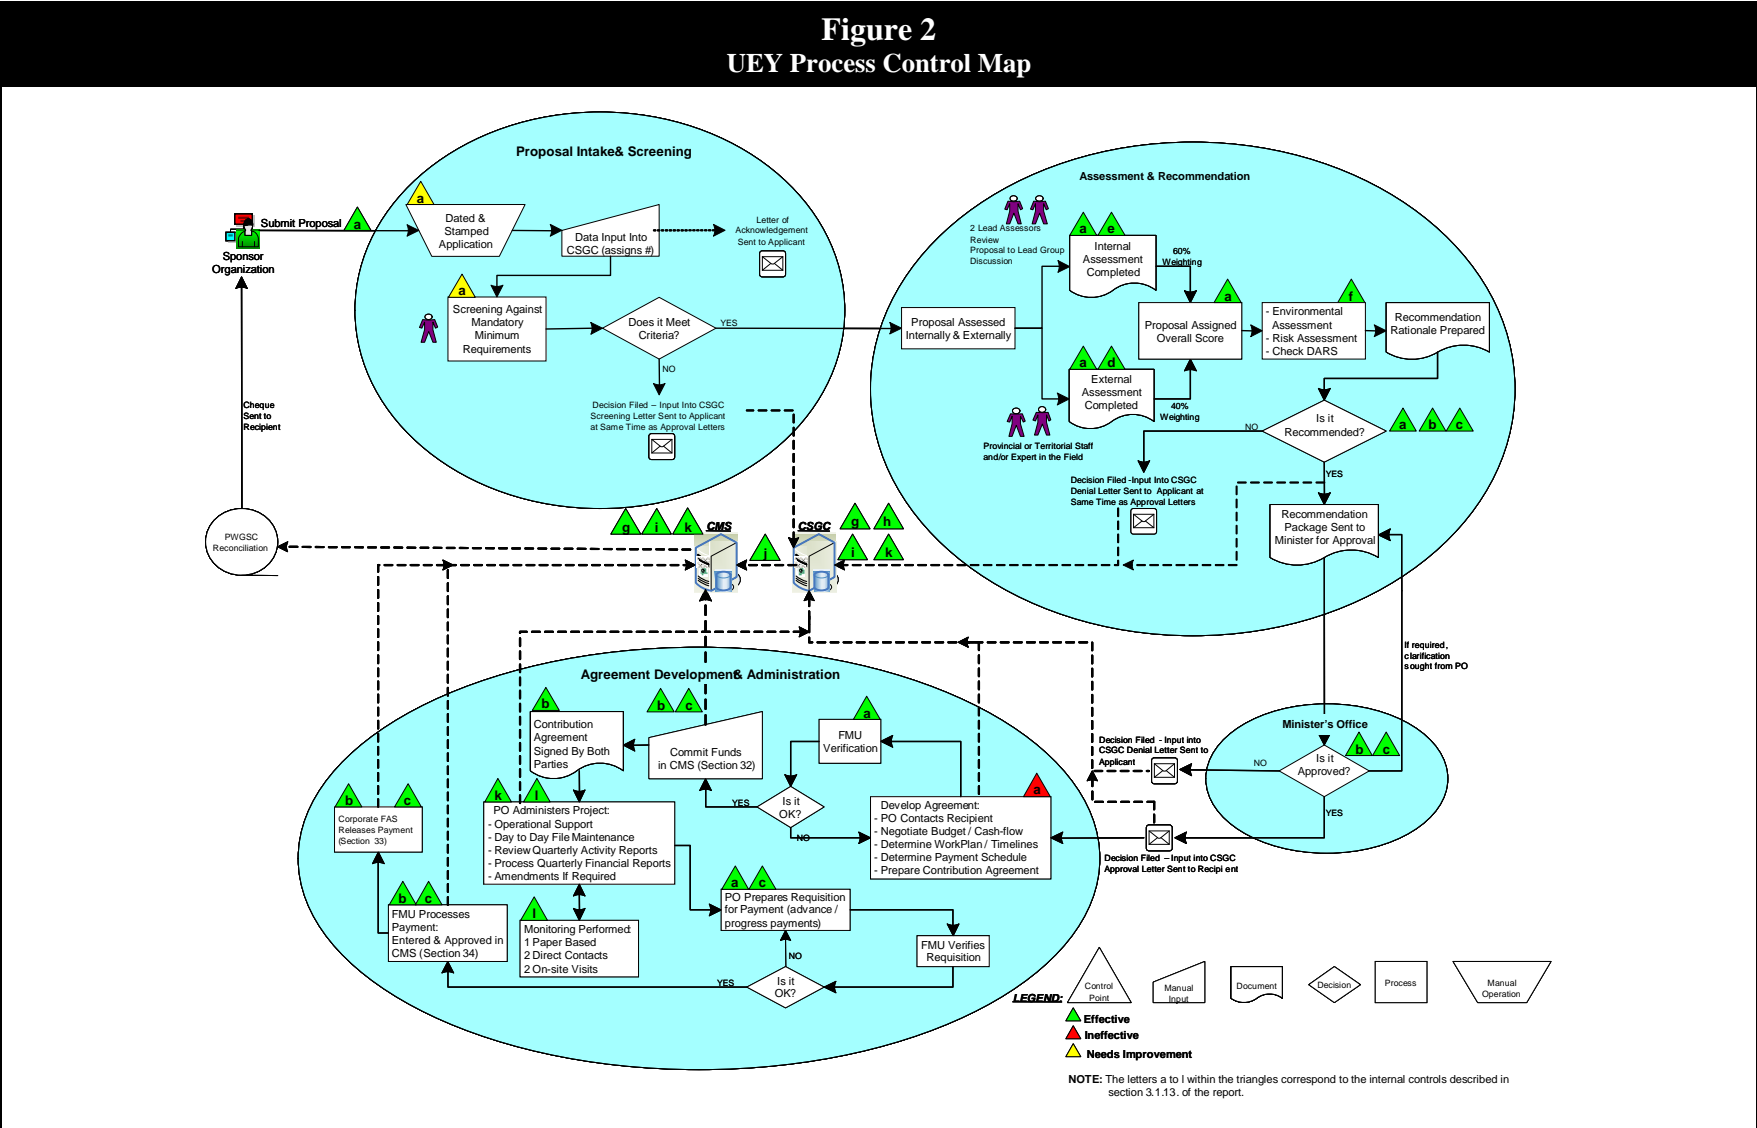 Figure 2
UEY Process Control Map
Proposal Intake& Screening
Submit Proposal
a
Sponsor
Organization
a
Dated &
Stamped
Application
Data Input Into
CSGC (assigns #)
Letter of
Acknowledgement
Sent to Applicant
a
Screening Against
Mandatory
Minimum
Requirements
Does it Meet
Criteria?
YES
NO
Decision Filed – Input Into CSGC
Screening Letter Sent to Applicant
at Same Time as Approval Letters
Cheque
Sent to
Recipient
PWGSC
Reconciliation
Assessment & Recommendation
2 Lead Assessors
Review
Proposal to Lead Group
Discussion
a e
Internal
Assessment
Completed
60%
Weighting
Proposal Assessed
Internally & Externally
a
Proposal Assigned
Overall Score
f
- Environmental
Assessment
- Risk Assessment
- Check DARS
Recommendation
Rationale Prepared
a d
External
Assessment
Completed
40%
Weighting
Provincial or Territorial Staff
and/or Expert in the Field
Is it
Recommended?
a b c
NO
YES
Decision Filed -Input Into CSGC
Denial Letter Sent to Applicant at
Same Time as Approval Letters
Recommendation
Package Sent to
Minister for Approval
g i k
CMS
j
CSGC
g h
i k
If required,
clarification
sought from PO
Minister's Office
b c
Is it
Approved?
NO
YES
Decision Filed - Input into
CSGC Denial Letter Sent to
Applicant
Decision Filed – Input into CSGC
Approval Letter Sent to Recipi ent
Agreement Development& Administration
b
Contribution
Agreement
Signed By Both
Parties
b c
Commit Funds
in CMS (Section 32)
a
FMU
Verification
Is it
OK?
YES
NO
a
Develop Agreement:
- PO Contacts Recipient
- Negotiate Budget / Cash-flow
- Determine WorkPlan / Timelines
- Determine Payment Schedule
- Prepare Contribution Agreement
k l
PO Administers Project:
- Operational Support
- Day to Day File Maintenance
- Review Quarterly Activity Reports
- Process Quarterly Financial Reports
- Amendments If Required
b c
Corporate FAS
Releases Payment
(Section 33)
b c
FMU Processes
Payment:
Entered & Approved in
CMS (Section 34)
l
Monitoring Performed:
1 Paper Based
2 Direct Contacts
2 On-site Visits
a c
PO Prepares Requisition
for Payment (advance /
progress payments)
FMU Verifies
Requisition
NO
Is it
OK?
YES
LEGEND:
Control
Point
Manual
Input
Document
Decision
Process
Manual
Operation
Effective
Ineffective
Needs Improvement
NOTE: The letters a to l within the triangles correspond to the internal controls described in
section 3.1.13. of the report.